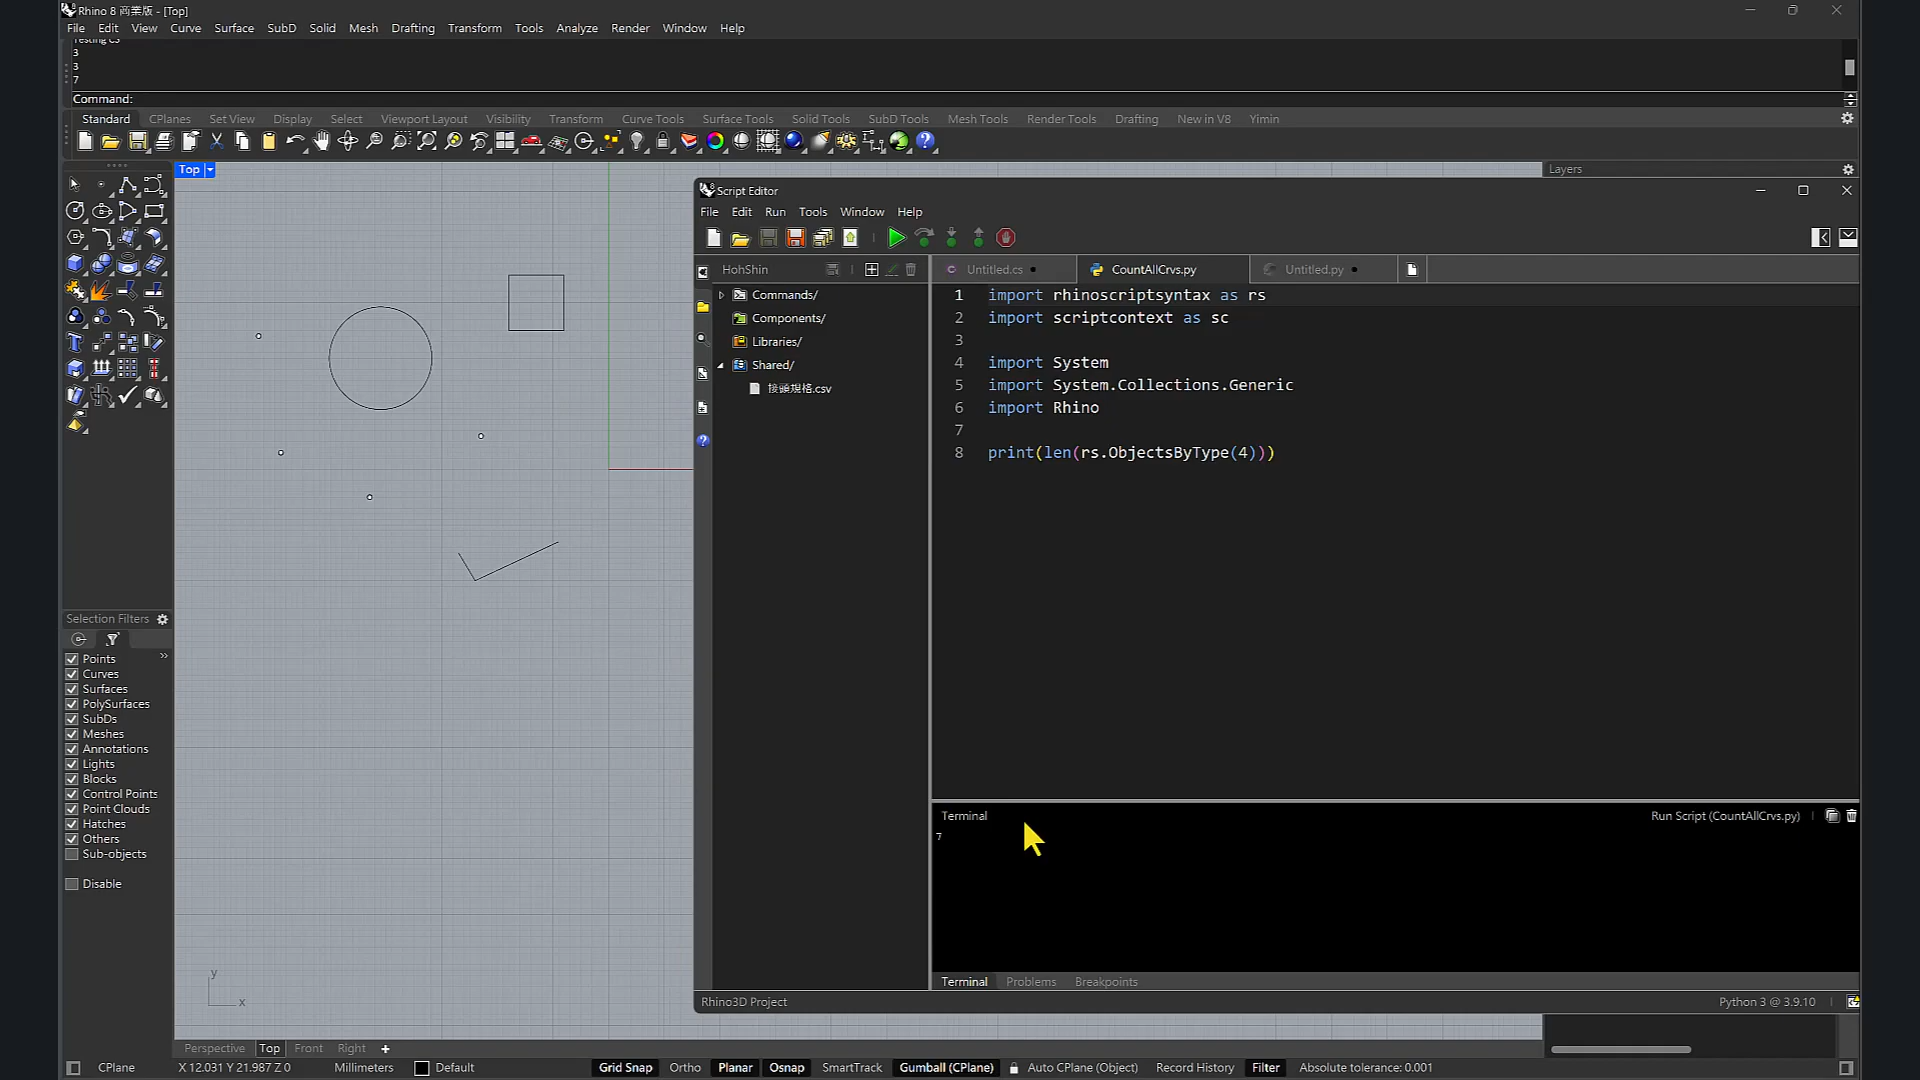 Rhino 8 商業版 - [Top]
File Edit View Curve Surface SubD Solid Mesh Drafting Transform Tools Analyze Render Window Help
Testing CS
3
3
7
Command:
Standard CPlanes Set View Display Select Viewport Layout Visibility Transform Curve Tools Surface Tools Solid Tools SubD Tools Mesh Tools Render Tools Drafting New in V8 Yimin
Top
Layers
Script Editor
File Edit Run Tools Window Help
HohShin
Untitled.cs CountAllCrvs.py Untitled.py
Commands/
Components/
Libraries/
Shared/
接頭規格.csv
1 import rhinoscriptsyntax as rs
2 import scriptcontext as sc
3
4 import System
5 import System.Collections.Generic
6 import Rhino
7
8 print(len(rs.ObjectsByType(4)))
Selection Filters
Points
Curves
Surfaces
PolySurfaces
SubDs
Meshes
Annotations
Lights
Blocks
Control Points
Point Clouds
Hatches
Others
Sub-objects
Disable
Terminal
Run Script (CountAllCrvs.py)
7
Terminal Problems Breakpoints
Rhino3D Project
Python 3 @ 3.9.10
y
x
Perspective Top Front Right
CPlane X 12.031 Y 21.987 Z 0 Millimeters Default Grid Snap Ortho Planar Osnap SmartTrack Gumball (CPlane) Auto CPlane (Object) Record History Filter Absolute tolerance: 0.001